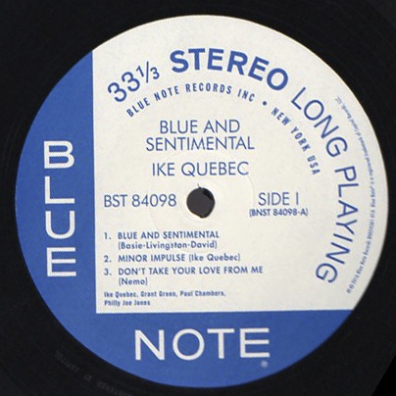 33 1/3 STEREO LONG PLAYING
BLUE NOTE RECORDS INC • NEW YORK USA
BLUE AND
SENTIMENTAL
IKE QUEBEC
BST 84098
SIDE I
(BNST 84098-A)
1. BLUE AND SENTIMENTAL
(Basie-Livingston-David)
2. MINOR IMPULSE (Ike Quebec)
3. DON'T TAKE YOUR LOVE FROM ME
(Nemo)
Ike Quebec, Grant Green, Paul Chambers,
Philly Joe Jones
BLUE
NOTE
®